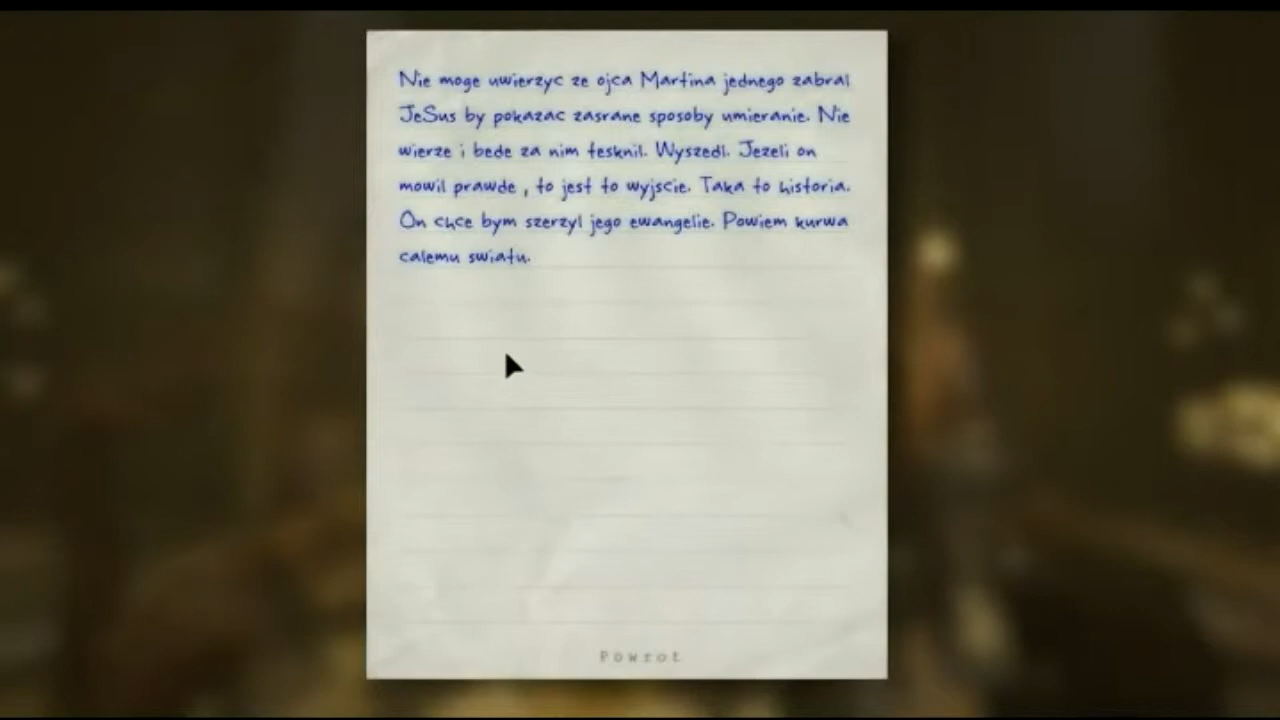 Nie moge uwierzyc ze ojca Martina jednego zabral
JeSus by pokazac zasrane sposoby umieranie. Nie
wierze i bede za nim tesknil. Wyszedl. Jezeli on
mowil prawde , to jest to wyjscie. Taka to historia.
On chce bym szerzyl jego ewangelie. Powiem kurwa
calemu swiatu.
Powrot